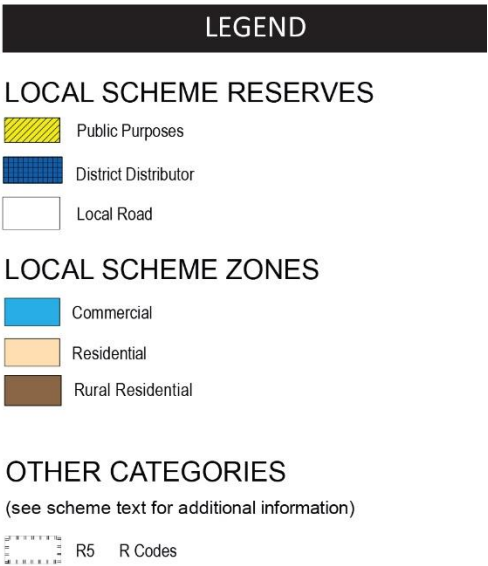 LEGEND
LOCAL SCHEME RESERVES
Public Purposes
District Distributor
Local Road
LOCAL SCHEME ZONES
Commercial
Residential
Rural Residential
OTHER CATEGORIES
(see scheme text for additional information)
R5 R Codes